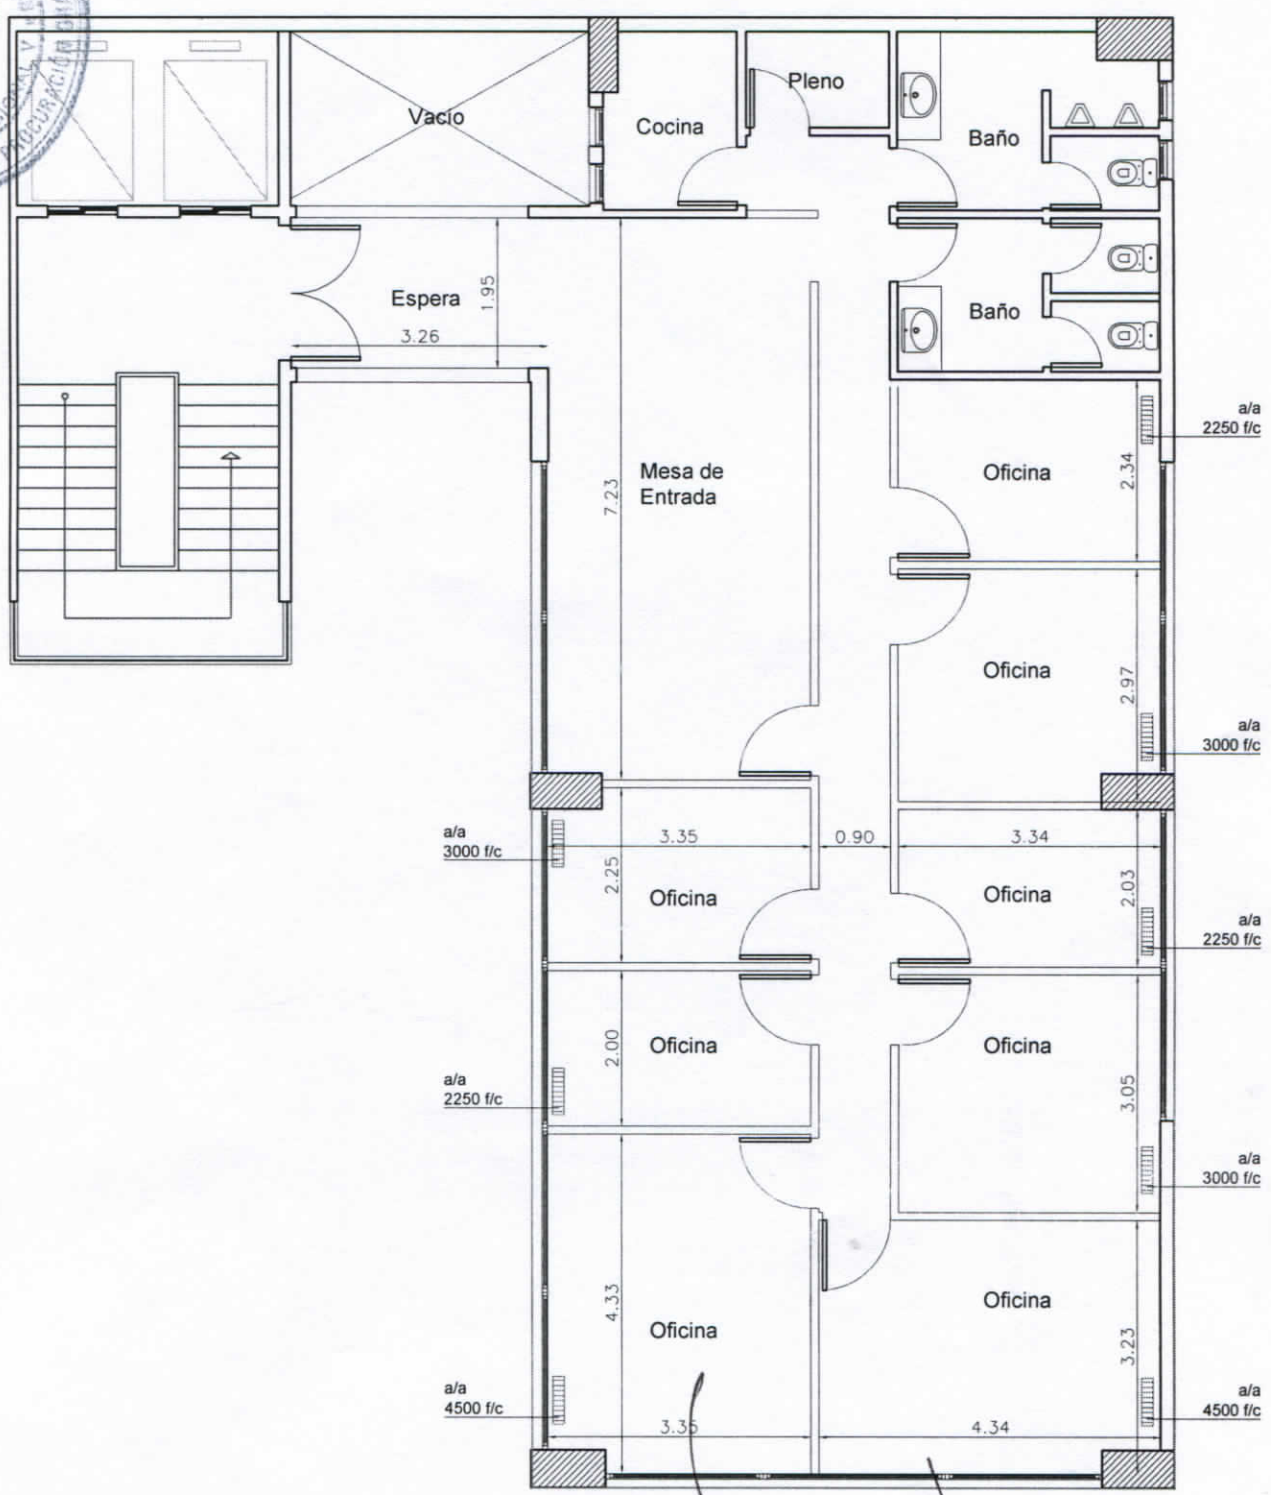 PROCURACIÓN
Vacio
Cocina
Pleno
Baño
Espera
1.95
3.26
Baño
a/a
2250 f/c
Mesa de
Entrada
7.23
Oficina
2.34
Oficina
2.97
a/a
3000 f/c
a/a
3000 f/c
3.35
0.90
3.34
2.25
Oficina
Oficina
2.03
a/a
2250 f/c
2.00
Oficina
Oficina
3.05
a/a
2250 f/c
a/a
3000 f/c
4.33
Oficina
Oficina
3.23
a/a
4500 f/c
3.35
4.34
a/a
4500 f/c